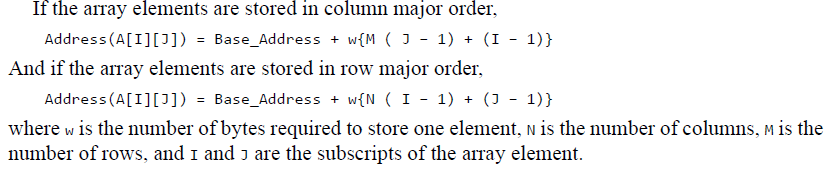 If the array elements are stored in column major order,
Address(A[I][J]) = Base_Address + w{M ( J - 1) + (I - 1)}
And if the array elements are stored in row major order,
Address(A[I][J]) = Base_Address + w{N ( I - 1) + (J - 1)}
where w is the number of bytes required to store one element, N is the number of columns, M is the
number of rows, and I and J are the subscripts of the array element.